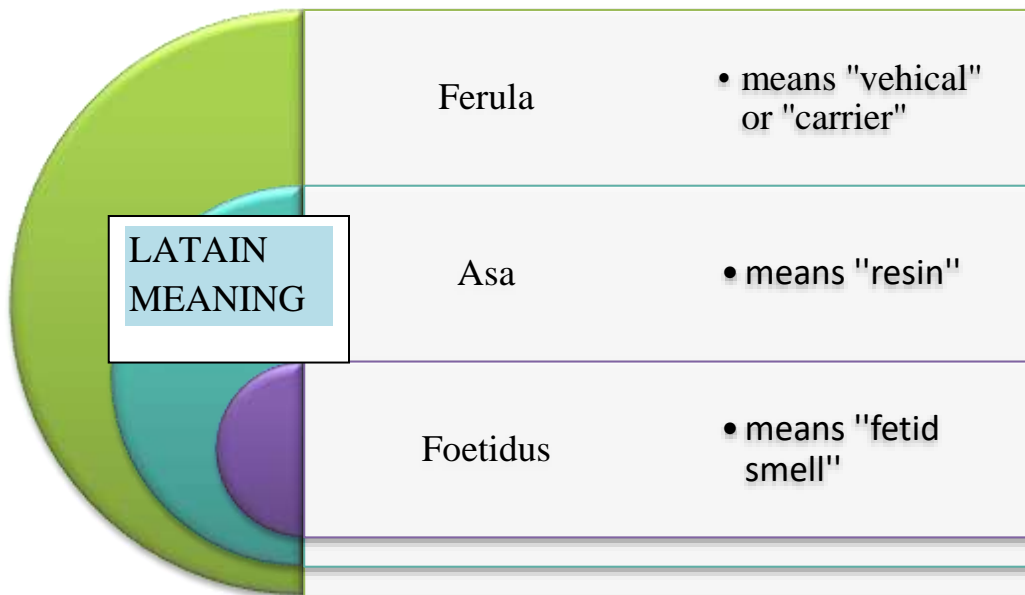 LATAIN
MEANING
Ferula
• means "vehical"
or "carrier"
Asa
• means "resin"
Foetidus
• means "fetid
smell"